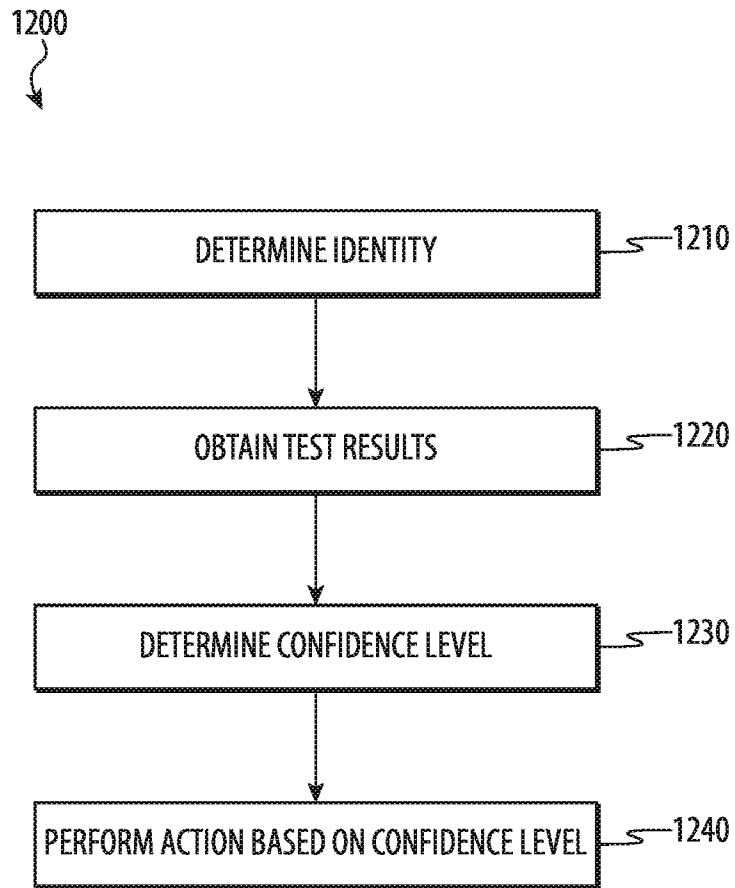 1200
DETERMINE IDENTITY
1210
OBTAIN TEST RESULTS
1220
DETERMINE CONFIDENCE LEVEL
1230
PERFORM ACTION BASED ON CONFIDENCE LEVEL
1240